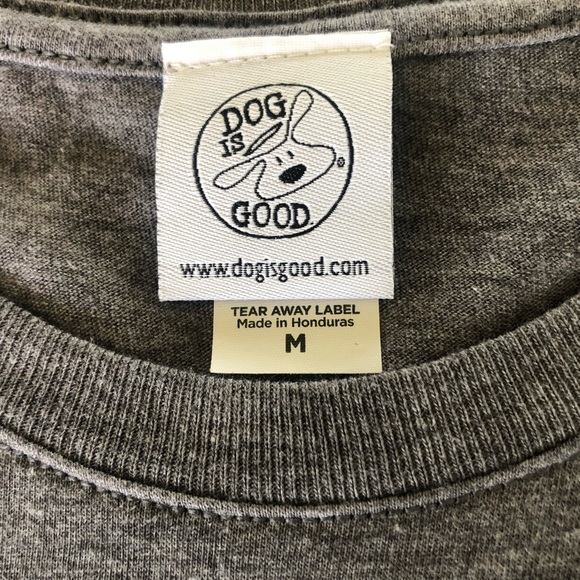 DOG
IS
GOOD.
®
www.dogisgood.com
TEAR AWAY LABEL
Made in Honduras
M